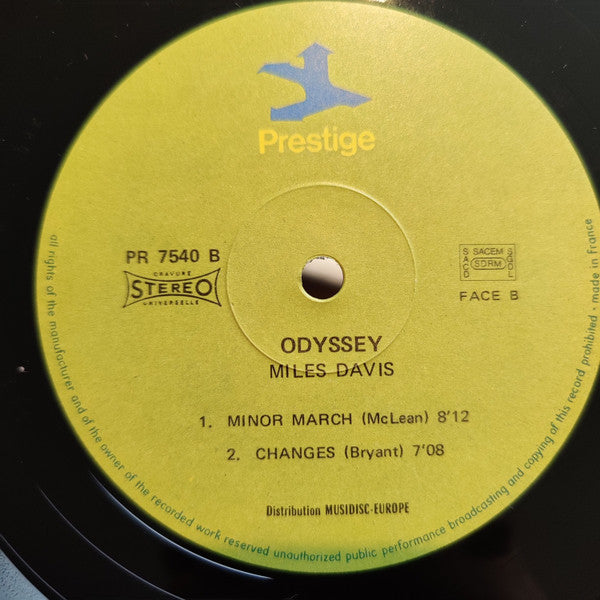 Prestige
PR 7540 B
GRAVURE
STEREO
UNIVERSELLE
SACEM
SACD
SDRM
SGDL
FACE B
ODYSSEY
MILES DAVIS
1. MINOR MARCH (McLean) 8'12
2. CHANGES (Bryant) 7'08
Distribution MUSIDISC-EUROPE
all rights of the manufacturer and of the owner of the recorded work reserved unauthorized public performance broadcasting and copying of this record prohibited · made in france